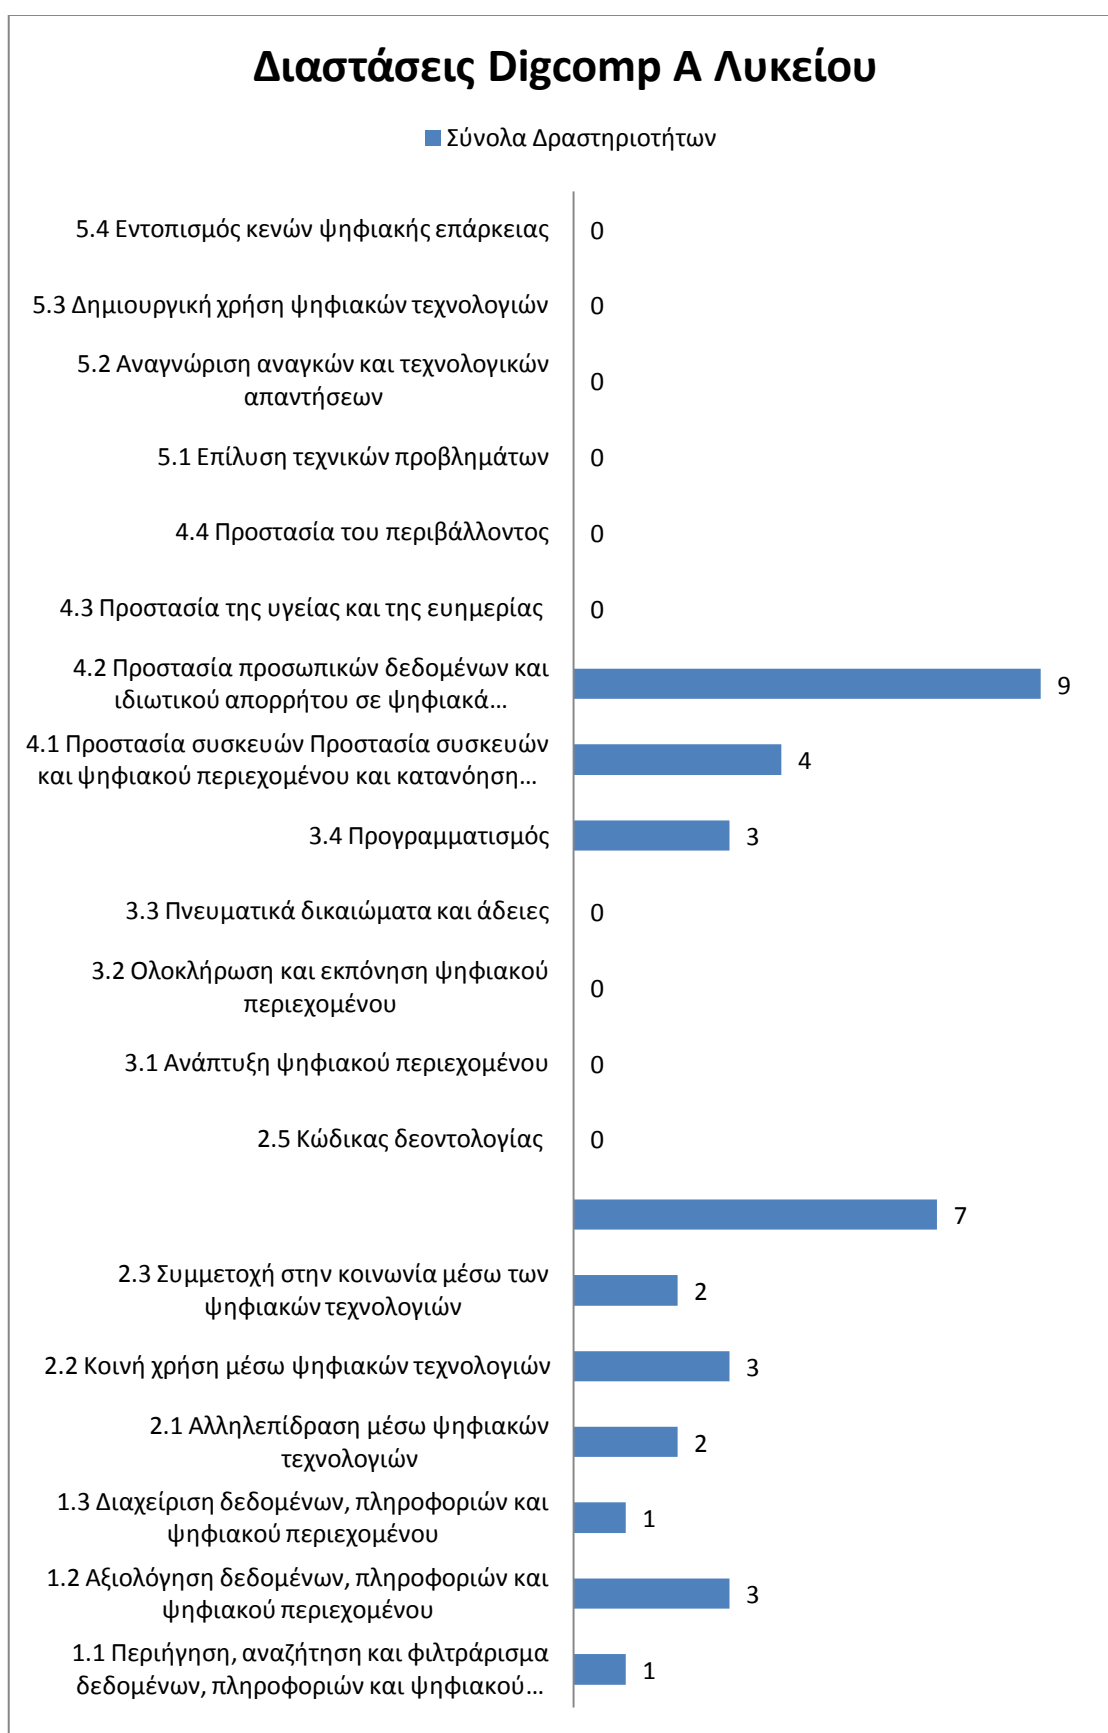 Διαστάσεις Digcomp Α Λυκείου
Σύνολα Δραστηριοτήτων
5.4 Εντοπισμός κενών ψηφιακής επάρκειας
0
5.3 Δημιουργική χρήση ψηφιακών τεχνολογιών
0
5.2 Αναγνώριση αναγκών και τεχνολογικών
απαντήσεων
0
5.1 Επίλυση τεχνικών προβλημάτων
0
4.4 Προστασία του περιβάλλοντος
0
4.3 Προστασία της υγείας και της ευημερίας
0
4.2 Προστασία προσωπικών δεδομένων και
ιδιωτικού απορρήτου σε ψηφιακά…
9
4.1 Προστασία συσκευών Προστασία συσκευών
και ψηφιακού περιεχομένου και κατανόηση…
4
3.4 Προγραμματισμός
3
3.3 Πνευματικά δικαιώματα και άδειες
0
3.2 Ολοκλήρωση και εκπόνηση ψηφιακού
περιεχομένου
0
3.1 Ανάπτυξη ψηφιακού περιεχομένου
0
2.5 Κώδικας δεοντολογίας
0
7
2.3 Συμμετοχή στην κοινωνία μέσω των
ψηφιακών τεχνολογιών
2
2.2 Κοινή χρήση μέσω ψηφιακών τεχνολογιών
3
2.1 Αλληλεπίδραση μέσω ψηφιακών
τεχνολογιών
2
1.3 Διαχείριση δεδομένων, πληροφοριών και
ψηφιακού περιεχομένου
1
1.2 Αξιολόγηση δεδομένων, πληροφοριών και
ψηφιακού περιεχομένου
3
1.1 Περιήγηση, αναζήτηση και φιλτράρισμα
δεδομένων, πληροφοριών και ψηφιακού…
1